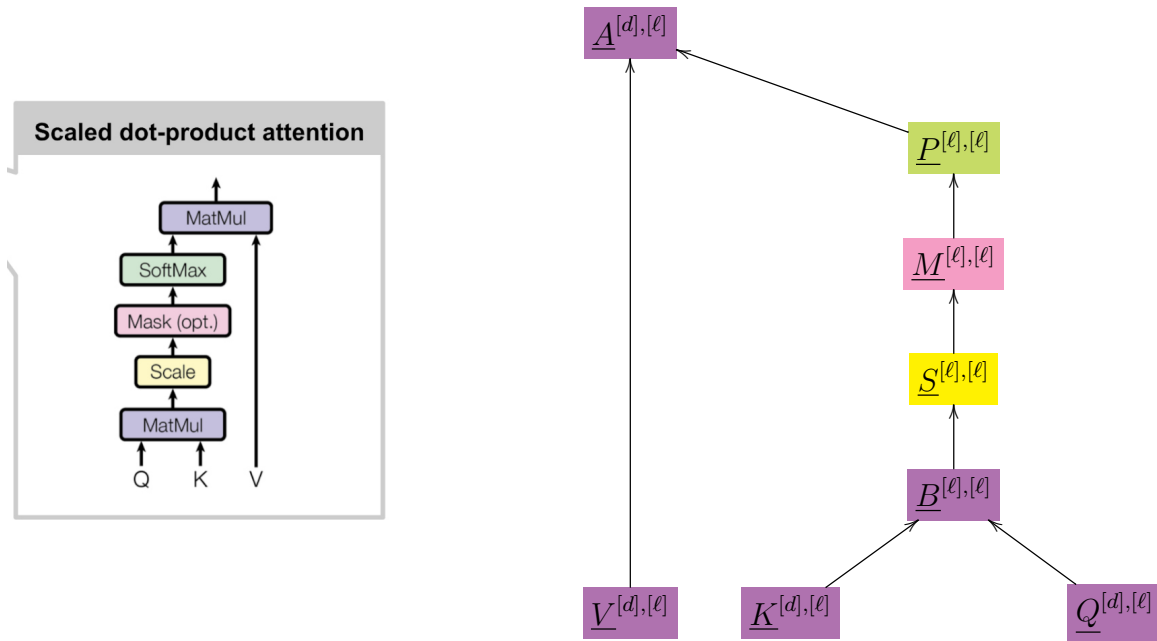 Scaled dot-product attention
MatMul
SoftMax
Mask (opt.)
Scale
MatMul
Q K V
A^{[d],[ℓ]}
P^{[ℓ],[ℓ]}
M^{[ℓ],[ℓ]}
S^{[ℓ],[ℓ]}
B^{[ℓ],[ℓ]}
V^{[d],[ℓ]} K^{[d],[ℓ]} Q^{[d],[ℓ]}